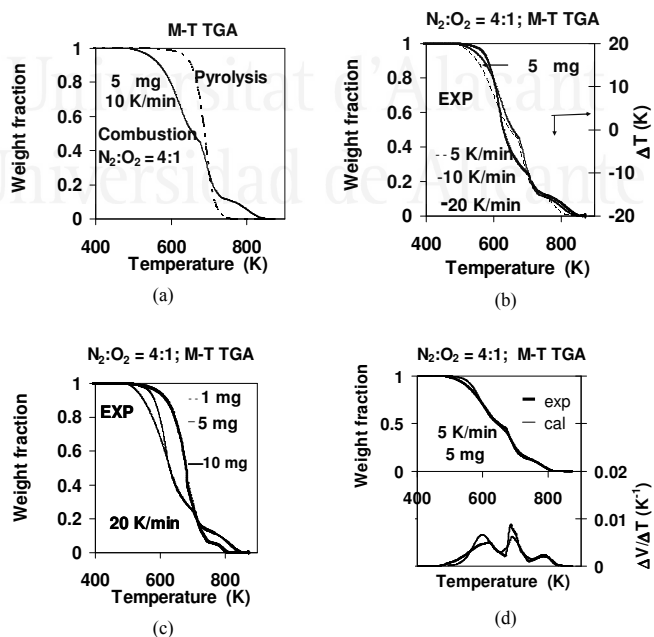 M-T TGA
1
0.8
0.6
0.4
0.2
0
400 600 800
Weight fraction
Temperature (K)
5 mg
10 K/min
Pyrolysis
Combustion
N2:O2 = 4:1
(a)
N2:O2 = 4:1; M-T TGA
1
0.8
0.6
0.4
0.2
0
400 600 800
20
10
0
-10
-20
Weight fraction
ΔT (K)
Temperature (K)
5 mg
EXP
--5 K/min
-10 K/min
-20 K/min
(b)
N2:O2 = 4:1; M-T TGA
1
0.8
0.6
0.4
0.2
0
400 600 800
Weight fraction
Temperature (K)
EXP
--1 mg
-5 mg
10 mg
20 K/min
(c)
N2:O2 = 4:1; M-T TGA
1
0.5
0
400 600 800
0.02
0.01
0
Weight fraction
ΔV/ΔT (K-1)
Temperature (K)
exp
cal
5 K/min
5 mg
(d)
Universitat d'Alacant
Universidad de Alicante